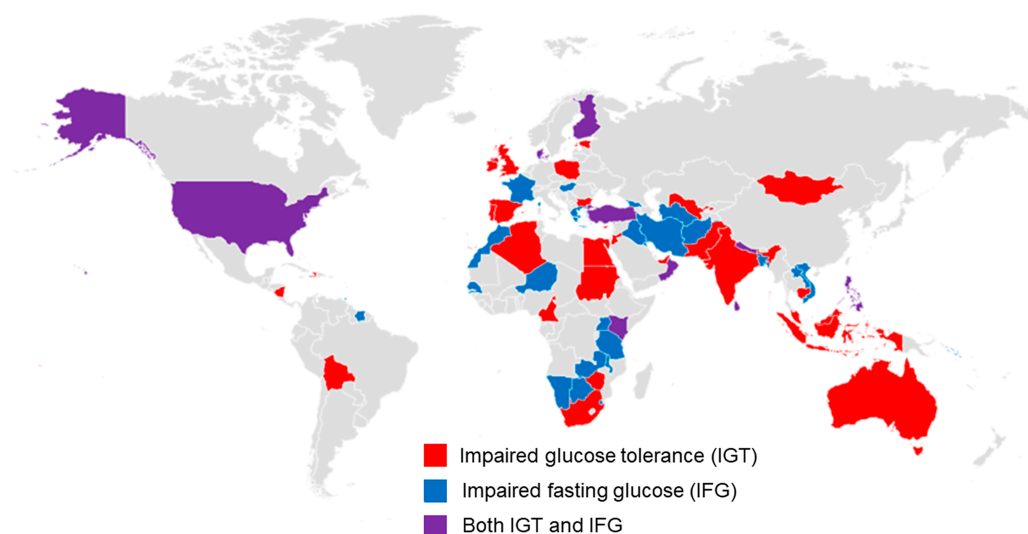 Impaired glucose tolerance (IGT)
Impaired fasting glucose (IFG)
Both IGT and IFG